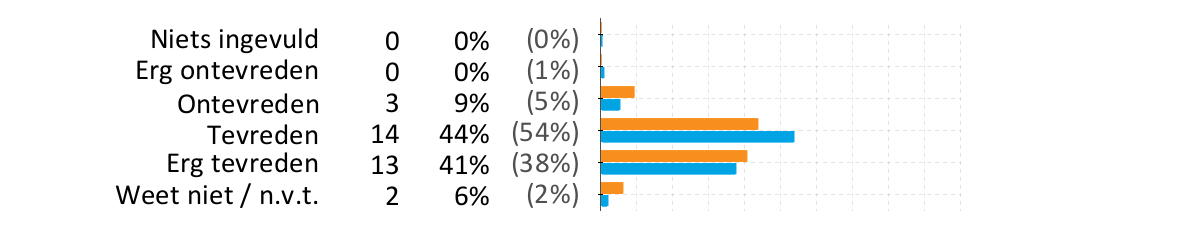 Niets ingevuld 0 0% (0%)
Erg ontevreden 0 0% (1%)
Ontevreden 3 9% (5%)
Tevreden 14 44% (54%)
Erg tevreden 13 41% (38%)
Weet niet / n.v.t. 2 6% (2%)